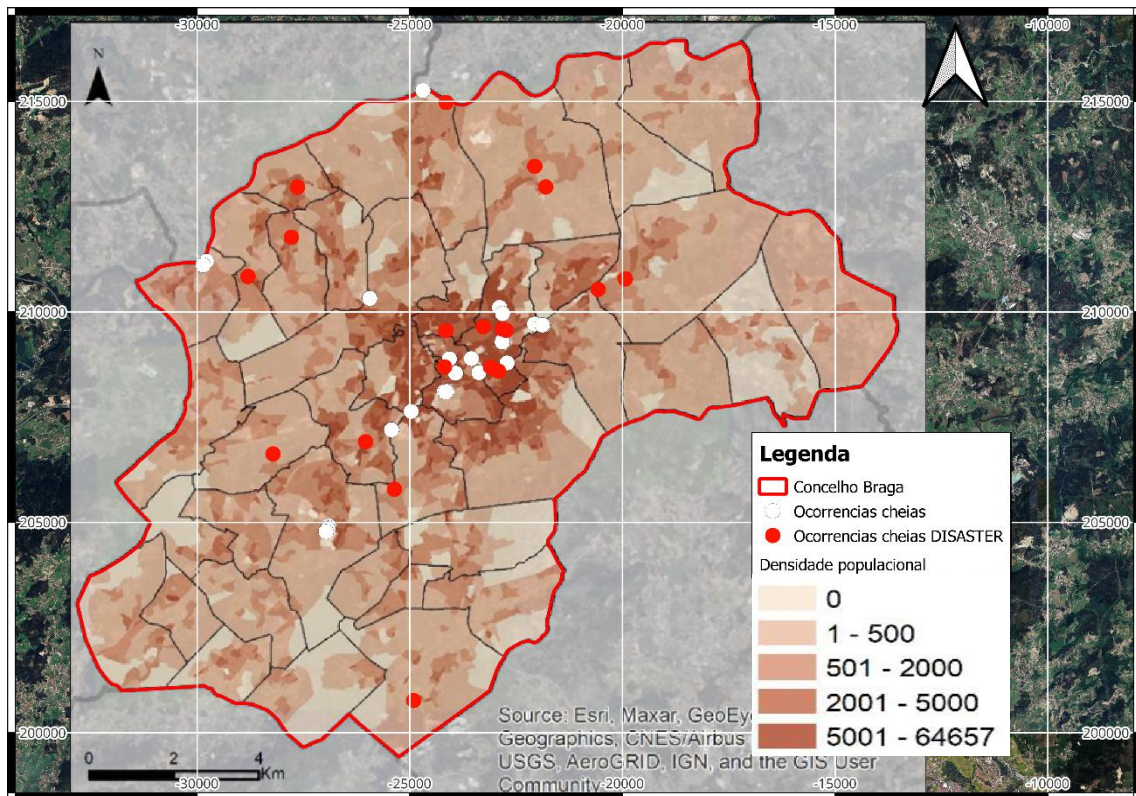 -30000
-25000
-20000
-15000
-10000
N
215000
215000
210000
210000
205000
205000
200000
200000
Legenda
Concelho Braga
Ocorrencias cheias
Ocorrencias cheias DISASTER
Densidade populacional
0
1 - 500
501 - 2000
2001 - 5000
5001 - 64657
Source: Esri, Maxar, GeoEy
Geographics, CNES/Airbus
USGS, AeroGRID, IGN, and the GIS User
Community
0 2 4
Km
-30000
-25000
-20000
-15000
-10000